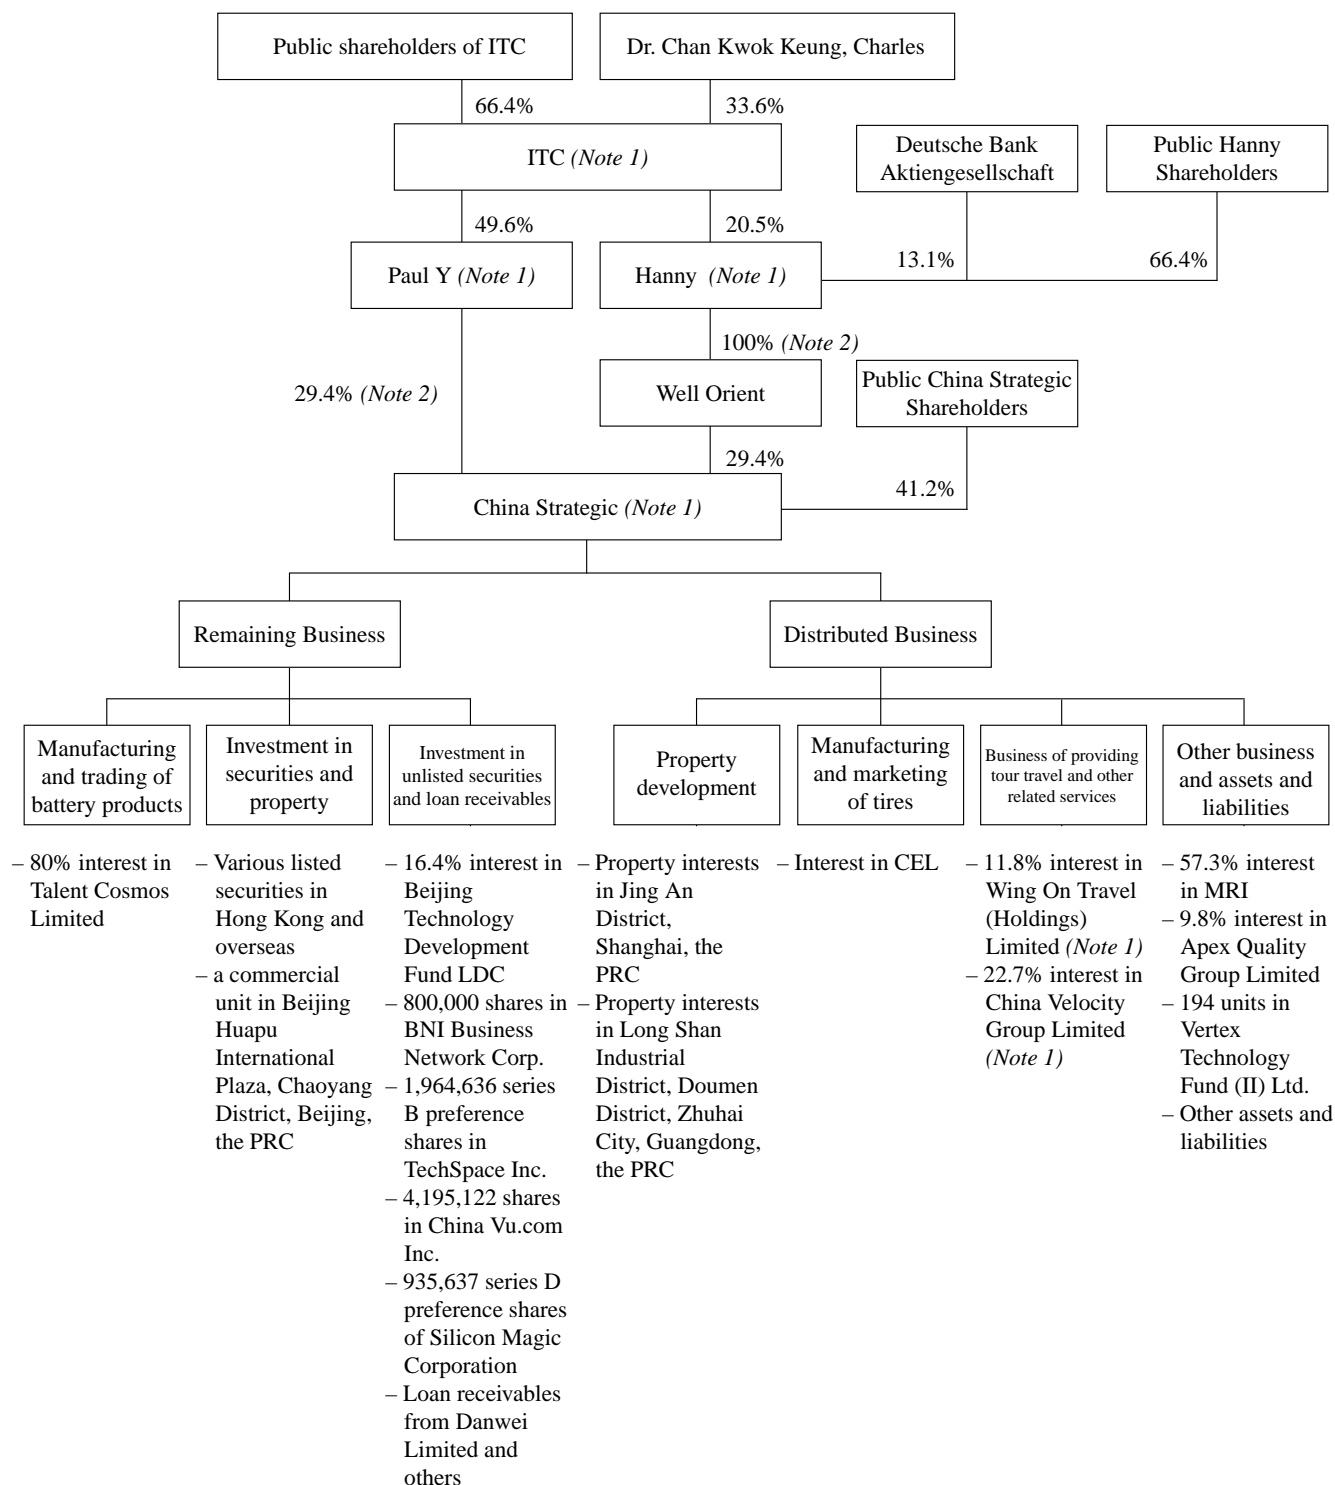 Public shareholders of ITC
Dr. Chan Kwok Keung, Charles
66.4%
33.6%
ITC (Note 1)
Deutsche Bank
Aktiengesellschaft
Public Hanny
Shareholders
49.6%
20.5%
13.1%
66.4%
Paul Y (Note 1)
Hanny (Note 1)
100% (Note 2)
29.4% (Note 2)
Well Orient
Public China Strategic
Shareholders
29.4%
41.2%
China Strategic (Note 1)
Remaining Business
Distributed Business
Manufacturing
and trading of
battery products
Investment in
securities and
property
Investment in
unlisted securities
and loan receivables
Property
development
Manufacturing
and marketing
of tires
Business of providing
tour travel and other
related services
Other business
and assets and
liabilities
– 80% interest in
Talent Cosmos
Limited
– Various listed
securities in
Hong Kong and
overseas
– a commercial
unit in Beijing
Huapu
International
Plaza, Chaoyang
District, Beijing,
the PRC
– 16.4% interest in
Beijing
Technology
Development
Fund LDC
– 800,000 shares in
BNI Business
Network Corp.
– 1,964,636 series
B preference
shares in
TechSpace Inc.
– 4,195,122 shares
in China Vu.com
Inc.
– 935,637 series D
preference shares
of Silicon Magic
Corporation
– Loan receivables
from Danwei
Limited and
others
– Property interests
in Jing An
District,
Shanghai, the
PRC
– Property interests
in Long Shan
Industrial
District, Doumen
District, Zhuhai
City, Guangdong,
the PRC
– Interest in CEL
– 11.8% interest in
Wing On Travel
(Holdings)
Limited (Note 1)
– 22.7% interest in
China Velocity
Group Limited
(Note 1)
– 57.3% interest
in MRI
– 9.8% interest in
Apex Quality
Group Limited
– 194 units in
Vertex
Technology
Fund (II) Ltd.
– Other assets and
liabilities